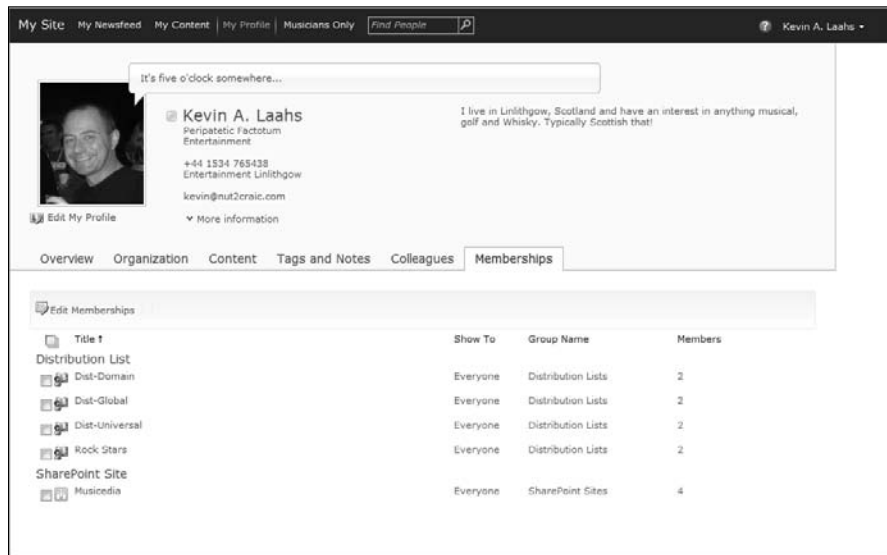 My Site My Newsfeed My Content My Profile Musicians Only Find People Kevin A. Laahs
It's five o'clock somewhere...
Kevin A. Laahs
Peripatetic Factotum
Entertainment
+44 1534 765438
Entertainment Linlithgow
kevin@nut2craic.com
More information
I live in Linlithgow, Scotland and have an interest in anything musical,
golf and Whisky. Typically Scottish that!
Edit My Profile
Overview Organization Content Tags and Notes Colleagues Memberships
Edit Memberships
Title Show To Group Name Members
Distribution List
Dist-Domain Everyone Distribution Lists 2
Dist-Global Everyone Distribution Lists 2
Dist-Universal Everyone Distribution Lists 2
Rock Stars Everyone Distribution Lists 2
SharePoint Site
Musicedia Everyone SharePoint Sites 4